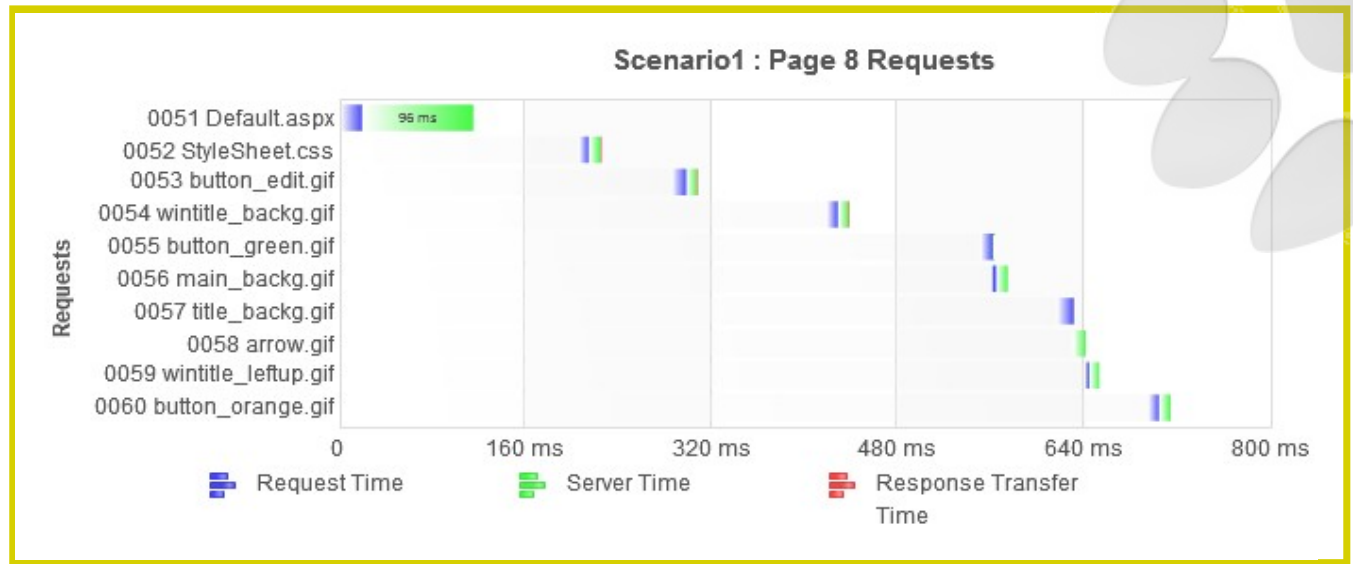 Scenario1 : Page 8 Requests
0051 Default.aspx
96 ms
0052 StyleSheet.css
0053 button_edit.gif
0054 wintitle_backg.gif
0055 button_green.gif
0056 main_backg.gif
0057 title_backg.gif
0058 arrow.gif
0059 wintitle_leftup.gif
0060 button_orange.gif
Requests
0 160 ms 320 ms 480 ms 640 ms 800 ms
Request Time Server Time Response Transfer
Time